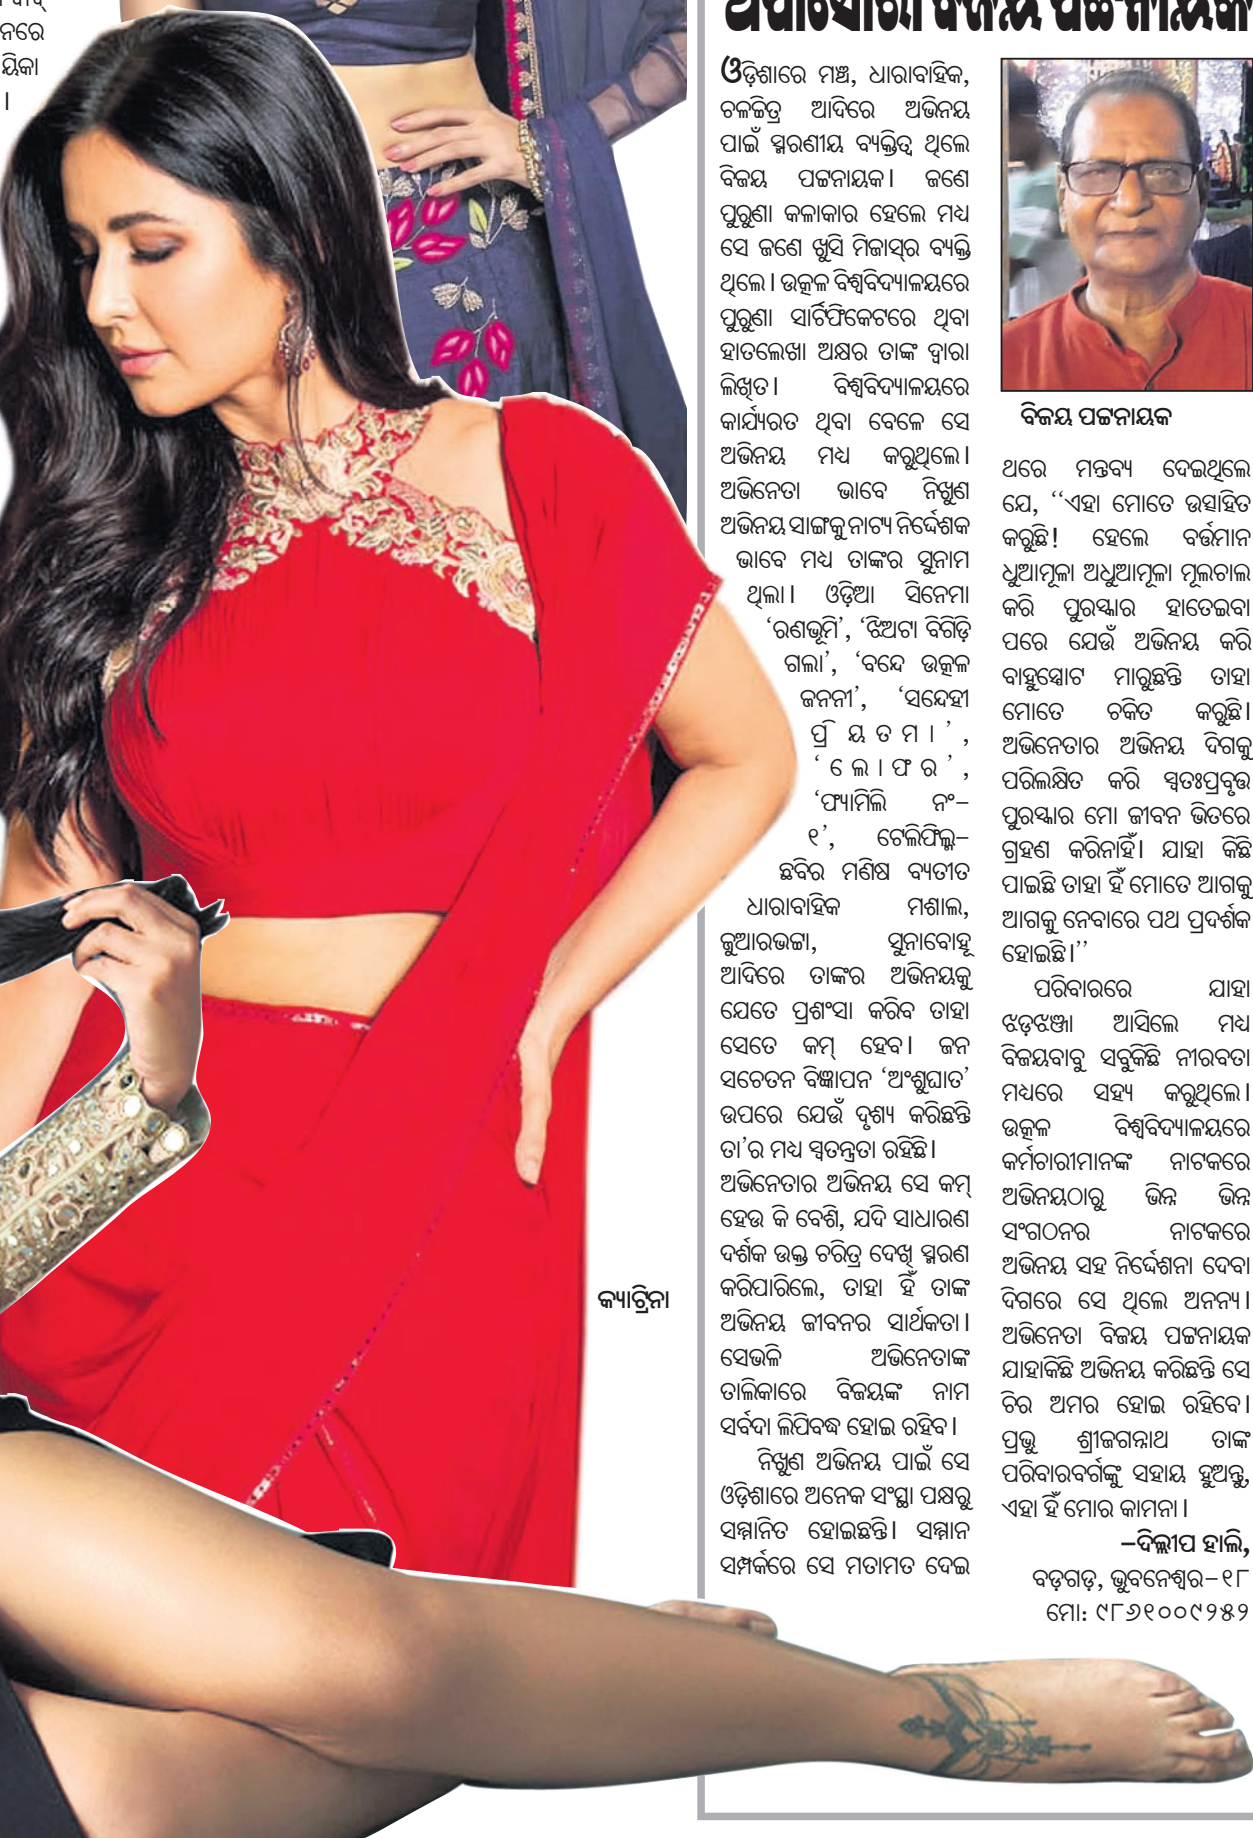 ନରେ
ୟିକା
।
ଅପାସୋରା ବିଜୟ ପଟ୍ଟନାୟକ
ଓଡ଼ିଶାରେ ମଞ୍ଚ, ଧାରାବାହିକ,
ଚଳଚ୍ଚିତ୍ର ଆଦିରେ ଅଭିନୟ
ପାଇଁ ସ୍ମରଣୀୟ ବ୍ୟକ୍ତିତ୍ୱ ଥିଲେ
ବିଜୟ ପଟ୍ଟନାୟକ। ଜଣେ
ପୁରୁଣା କଳାକାର ହେଲେ ମଧ୍ୟ
ସେ ଜଣେ ଖୁସି ମିଜାସ୍‌ର ବ୍ୟକ୍ତି
ଥିଲେ। ଉତ୍କଳ ବିଶ୍ୱବିଦ୍ୟାଳୟରେ
ପୁରୁଣା ସାର୍ଟିଫିକେଟରେ ଥିବା
ହାତଲେଖା ଅକ୍ଷର ତାଙ୍କ ଦ୍ୱାରା
ଲିଖିତ। ବିଶ୍ୱବିଦ୍ୟାଳୟରେ
କାର୍ଯ୍ୟରତ ଥିବା ବେଳେ ସେ
ଅଭିନୟ ମଧ୍ୟ କରୁଥିଲେ।
ଅଭିନେତା ଭାବେ ନିଖୁଣ
ଅଭିନୟ ସାଙ୍ଗକୁ ନାଟ୍ୟ ନିର୍ଦ୍ଦେଶକ
ଭାବେ ମଧ୍ୟ ତାଙ୍କର ସୁନାମ
ଥିଲା। ଓଡ଼ିଆ ସିନେମା
‘ରଣଭୂମି’, ‘ଝିଅଟା ବିଗିଡ଼ି
ଗଲା’, ‘ବନ୍ଦେ ଉତ୍କଳ
ଜନନୀ’, ‘ସନ୍ଦେହୀ
ପ୍ରିୟତମା’,
‘ଲୋଫର’,
‘ଫ୍ୟାମିଲି ନଂ–
୧’, ଟେଲିଫିଲ୍ମ–
ଛବିର ମଣିଷ ବ୍ୟତୀତ
ଧାରାବାହିକ ମଶାଲ,
ଜୁଆରଭଟ୍ଟା, ସୁନାବୋହୂ
ଆଦିରେ ତାଙ୍କର ଅଭିନୟକୁ
ଯେତେ ପ୍ରଶଂସା କରିବ ତାହା
ସେତେ କମ୍ ହେବ। ଜନ
ସଚେତନ ବିଜ୍ଞାପନ ‘ଅଂଶୁଘାତ’
ଉପରେ ଯେଉଁ ଦୃଶ୍ୟ କରିଛନ୍ତି
ତା’ର ମଧ୍ୟ ସ୍ୱତନ୍ତ୍ରତା ରହିଛି।
ଅଭିନେତାର ଅଭିନୟ ସେ କମ୍
ହେଉ କି ବେଶି, ଯଦି ସାଧାରଣ
ଦର୍ଶକ ଉକ୍ତ ଚରିତ୍ର ଦେଖି ସ୍ମରଣ
କରିପାରିଲେ, ତାହା ହିଁ ତାଙ୍କ
ଅଭିନୟ ଜୀବନର ସାର୍ଥକତା।
ସେଭଳି ଅଭିନେତାଙ୍କ
ତାଲିକାରେ ବିଜୟଙ୍କ ନାମ
ସର୍ବଦା ଲିପିବଦ୍ଧ ହୋଇ ରହିବ।
ନିଖୁଣ ଅଭିନୟ ପାଇଁ ସେ
ଓଡ଼ିଶାରେ ଅନେକ ସଂସ୍ଥା ପକ୍ଷରୁ
ସମ୍ମାନିତ ହୋଇଛନ୍ତି। ସମ୍ମାନ
ସମ୍ପର୍କରେ ସେ ମତାମତ ଦେଇ
ବିଜୟ ପଟ୍ଟନାୟକ
ଥରେ ମନ୍ତବ୍ୟ ଦେଇଥିଲେ
ଯେ, ‘‘ଏହା ମୋତେ ଉତ୍ସାହିତ
କରୁଛି! ହେଲେ ବର୍ତ୍ତମାନ
ଧୁଆମୂଳା ଅଧୁଆମୂଳା ମୂଲଚାଲ
କରି ପୁରସ୍କାର ହାତେଇବା
ପରେ ଯେଉଁ ଅଭିନୟ କରି
ବାହୁସ୍ଫୋଟ ମାରୁଛନ୍ତି ତାହା
ମୋତେ ଚକିତ କରୁଛି।
ଅଭିନେତାର ଅଭିନୟ ଦିଗକୁ
ପରିଲକ୍ଷିତ କରି ସ୍ୱତଃପ୍ରବୃତ୍ତ
ପୁରସ୍କାର ମୋ ଜୀବନ ଭିତରେ
ଗ୍ରହଣ କରିନାହିଁ। ଯାହା କିଛି
ପାଇଛି ତାହା ହିଁ ମୋତେ ଆଗକୁ
ଆଗକୁ ନେବାରେ ପଥ ପ୍ରଦର୍ଶକ
ହୋଇଛି।’’
ପରିବାରରେ ଯାହା
ଝଡ଼ଝଞ୍ଜା ଆସିଲେ ମଧ୍ୟ
ବିଜୟବାବୁ ସବୁକିଛି ନୀରବତା
ମଧ୍ୟରେ ସହ୍ୟ କରୁଥିଲେ।
ଉତ୍କଳ ବିଶ୍ୱବିଦ୍ୟାଳୟରେ
କର୍ମଚାରୀମାନଙ୍କ ନାଟକରେ
ଅଭିନୟଠାରୁ ଭିନ୍ନ ଭିନ୍ନ
ସଂଗଠନର ନାଟକରେ
ଅଭିନୟ ସହ ନିର୍ଦ୍ଦେଶନା ଦେବା
ଦିଗରେ ସେ ଥିଲେ ଅନନ୍ୟ।
ଅଭିନେତା ବିଜୟ ପଟ୍ଟନାୟକ
ଯାହାକିଛି ଅଭିନୟ କରିଛନ୍ତି ସେ
ଚିର ଅମର ହୋଇ ରହିବେ।
ପ୍ରଭୁ ଶ୍ରୀଜଗନ୍ନାଥ ତାଙ୍କ
ପରିବାରବର୍ଗଙ୍କୁ ସହାୟ ହୁଅନ୍ତୁ,
ଏହା ହିଁ ମୋର କାମନା।
–ଦିଲ୍ଲୀପ ହାଲି,
ବଡ଼ଗଡ଼, ଭୁବନେଶ୍ୱର–୧୮
ମୋ: ୯୮୬୧୦୦୯୨୫୨
କ୍ୟାଟ୍ରିନା